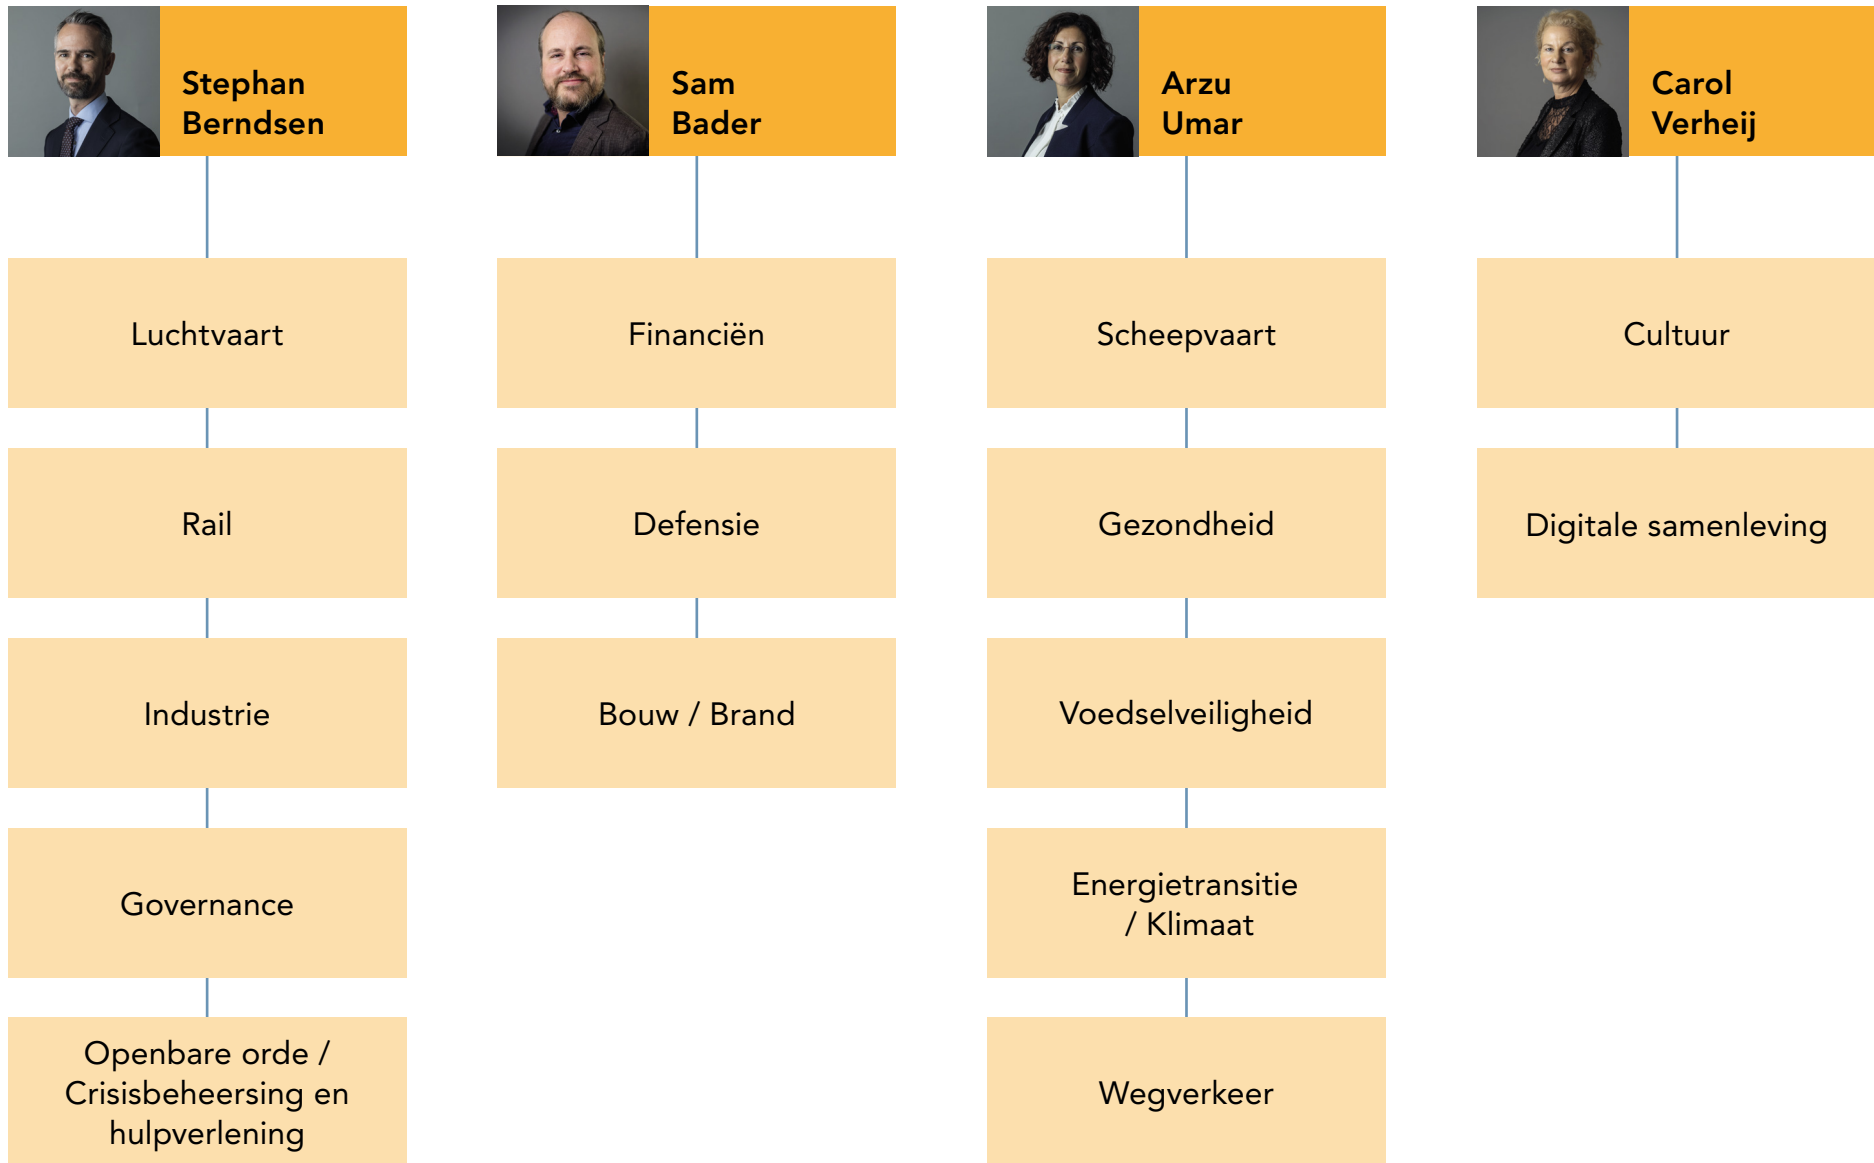 Stephan
Berndsen
Luchtvaart
Rail
Industrie
Governance
Openbare orde /
Crisisbeheersing en
hulpverlening
Sam
Bader
Financiën
Defensie
Bouw / Brand
Arzu
Umar
Scheepvaart
Gezondheid
Voedselveiligheid
Energietransitie
/ Klimaat
Wegverkeer
Carol
Verheij
Cultuur
Digitale samenleving